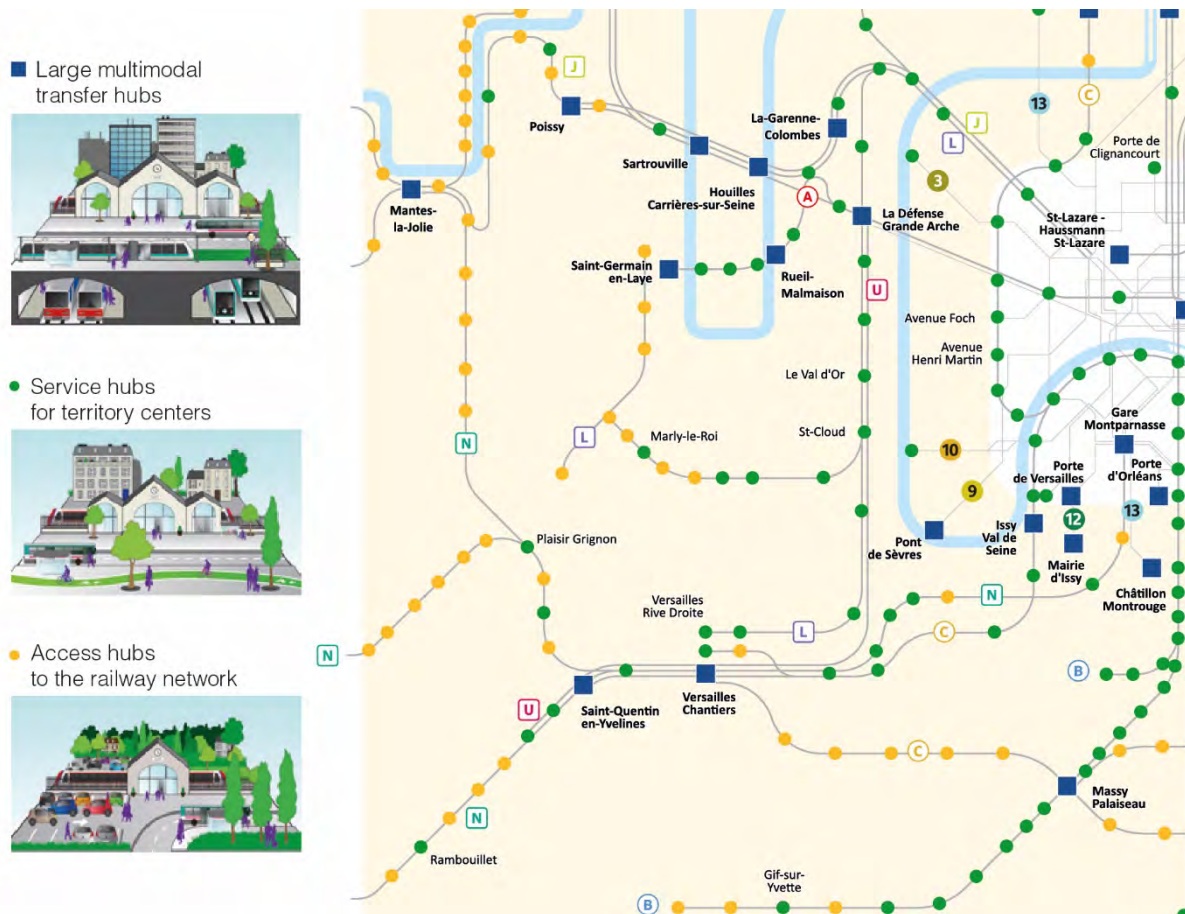 Large multimodal
transfer hubs
Service hubs
for territory centers
Access hubs
to the railway network
J
Poissy
La-Garenne-
Colombes
13
C
J
L
Porte de
Clignancourt
Sartrouville
3
Mantes-
la-Jolie
Houilles
Carrières-sur-Seine
A
La Défense
Grande Arche
St-Lazare -
Haussmann
St-Lazare
Saint-Germain
en-Laye
Rueil-
Malmaison
U
Avenue Foch
Avenue
Henri Martin
Le Val d'Or
Gare
Montparnasse
N
L
Marly-le-Roi
St-Cloud
10
Porte
de Versailles
Porte
d'Orléans
9
12
13
Pont
de Sèvres
Issy
Val de
Seine
Mairie
d'Issy
Plaisir Grignon
Châtillon
Montrouge
Versailles
Rive Droite
N
L
C
N
B
U
Saint-Quentin
en-Yvelines
Versailles
Chantiers
C
N
Massy
Palaiseau
Rambouillet
Gif-sur-
Yvette
B